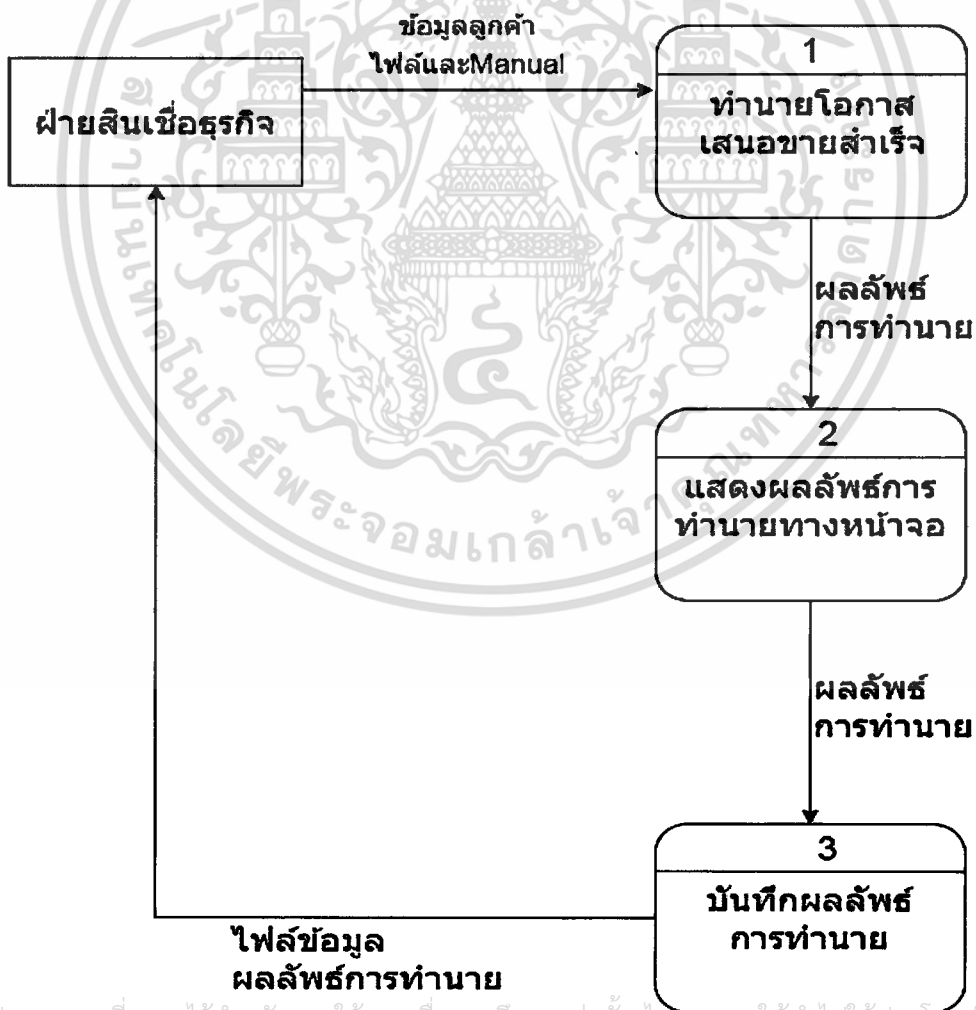 ข้อมูลลูกค้า
ไฟล์และManual
ฝ่ายสินเชื่อธุรกิจ
1
ทำนายโอกาส
เสนอขายสำเร็จ
ผลลัพธ์
การทำนาย
2
แสดงผลลัพธ์การ
ทำนายทางหน้าจอ
ผลลัพธ์
การทำนาย
3
บันทึกผลลัพธ์
การทำนาย
ไฟล์ข้อมูล
ผลลัพธ์การทำนาย